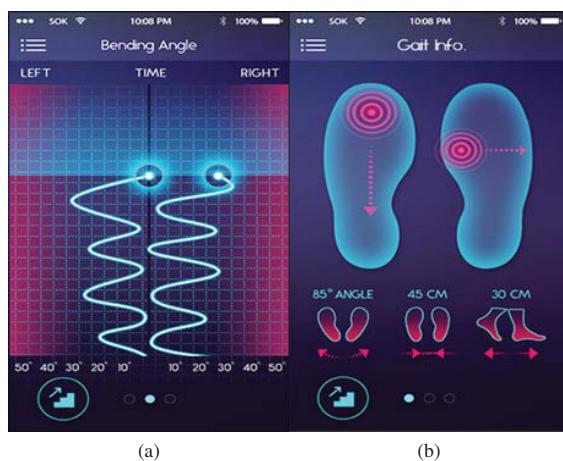 SOK 10:08 PM 100%
Bending Angle
LEFT TIME RIGHT
50° 40° 30° 20° 10° 10° 20° 30° 40° 50°
(a)
SOK 10:08 PM 100%
Gait Info.
85° ANGLE 45 CM 30 CM
(b)